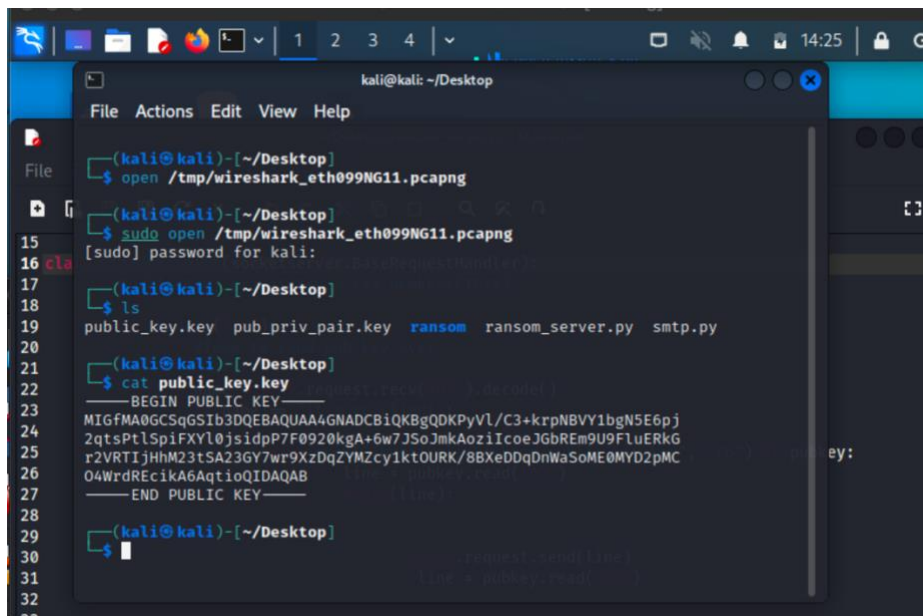 1 2 3 4 14:25
kali@kali: ~/Desktop
File Actions Edit View Help
File
(kali㉿kali)-[~/Desktop]
$ open /tmp/wireshark_eth099NG11.pcapng
(kali㉿kali)-[~/Desktop]
$ sudo open /tmp/wireshark_eth099NG11.pcapng
[sudo] password for kali:
(kali㉿kali)-[~/Desktop]
$ ls
public_key.key pub_priv_pair.key ransom ransom_server.py smtp.py
(kali㉿kali)-[~/Desktop]
$ cat public_key.key
-----BEGIN PUBLIC KEY-----
MIGfMA0GCSqGSIb3DQEBAQUAA4GNADCBiQKBgQDKPyVl/C3+krpNBVY1bgN5E6pj
2qtsPtlSpiFXYl0jsidpP7F0920kgA+6w7JSoJmkAoziIcoeJGbREm9U9FluERkG
r2VRTIjHhM23tSA23GY7wr9XzDqZYMZcy1ktOURK/8BXeDDqDnWaSoME0MYD2pMC
O4WrdREcikA6AqtioQIDAQAB
-----END PUBLIC KEY-----
(kali㉿kali)-[~/Desktop]
$
15
16 cla
17
18
19
20
21
22
23
24
25 ey:
26
27
28
29
30
31
32